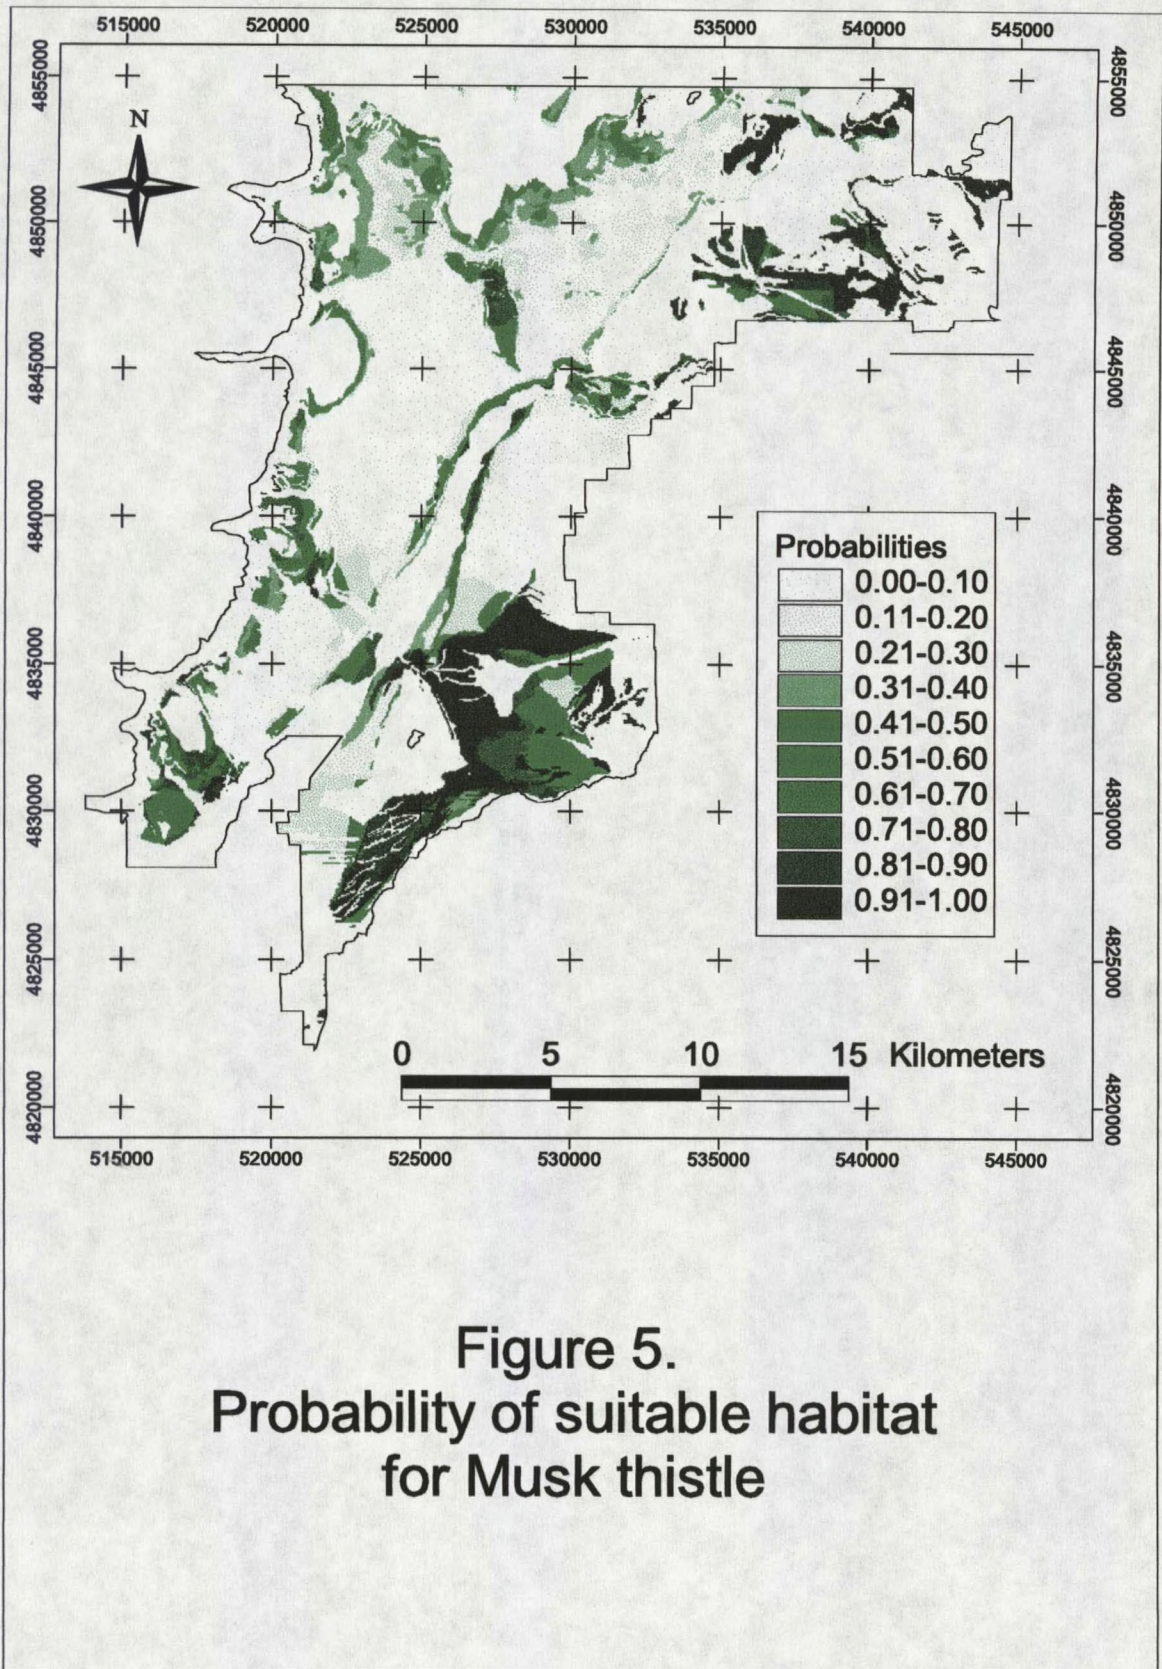 515000 520000 525000 530000 535000 540000 545000
4855000 4855000
N
4850000 4850000
4845000 4845000
4840000 4840000
Probabilities
0.00-0.10
0.11-0.20
0.21-0.30
0.31-0.40
0.41-0.50
0.51-0.60
0.61-0.70
0.71-0.80
0.81-0.90
0.91-1.00
4835000 4835000
4830000 4830000
4825000 4825000
0 5 10 15 Kilometers
4820000 4820000
515000 520000 525000 530000 535000 540000 545000
Figure 5.
Probability of suitable habitat
for Musk thistle